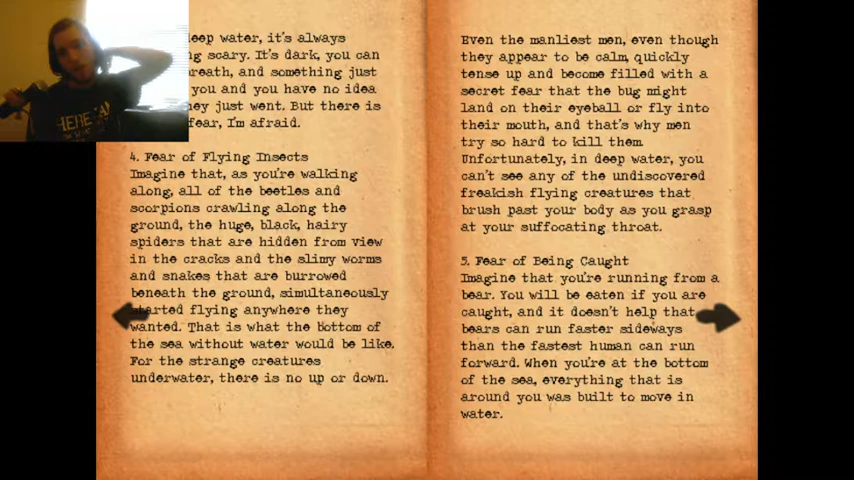 HERE
deep water, it's always
ng scary. It's dark, you can
reath, and something just
you and you have no idea
ey just went. But there is
fear, I'm afraid.
4. Fear of Flying Insects
Imagine that, as you're walking
along, all of the beetles and
scorpions crawling along the
ground, the huge, black, hairy
spiders that are hidden from view
in the cracks and the slimy worms
and snakes that are burrowed
beneath the ground, simultaneously
started flying anywhere they
wanted. That is what the bottom of
the sea without water would be like.
For the strange creatures
underwater, there is no up or down.
Even the manliest men, even though
they appear to be calm, quickly
tense up and become filled with a
secret fear that the bug might
land on their eyeball or fly into
their mouth, and that's why men
try so hard to kill them.
Unfortunately, in deep water, you
can't see any of the undiscovered
freakish flying creatures that
brush past your body as you grasp
at your suffocating throat.
5. Fear of Being Caught
Imagine that you're running from a
bear. You will be eaten if you are
caught, and it doesn't help that
bears can run faster sideways
than the fastest human can run
forward. When you're at the bottom
of the sea, everything that is
around you was built to move in
water.